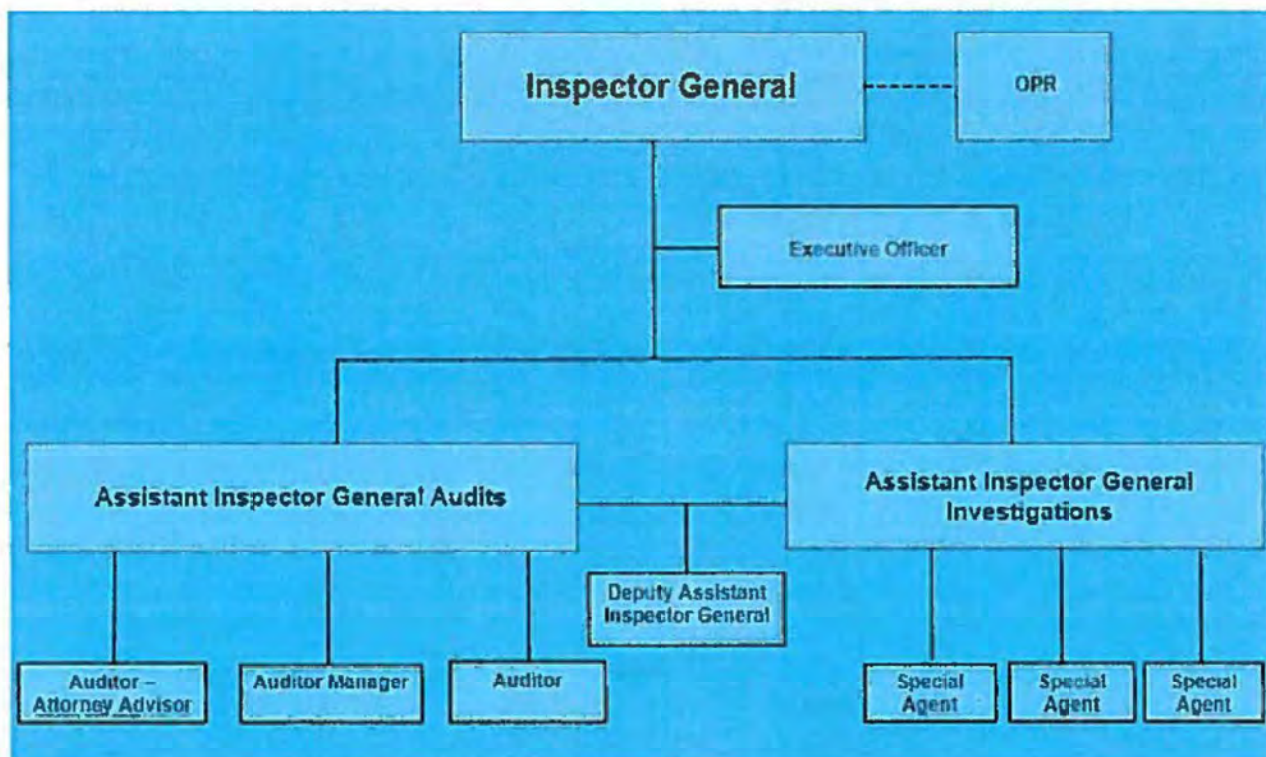 Inspector General
OPR
Executive Officer
Assistant Inspector General Audits
Assistant Inspector General
Investigations
Deputy Assistant
Inspector General
Auditor –
Attorney Advisor
Auditor Manager
Auditor
Special
Agent
Special
Agent
Special
Agent